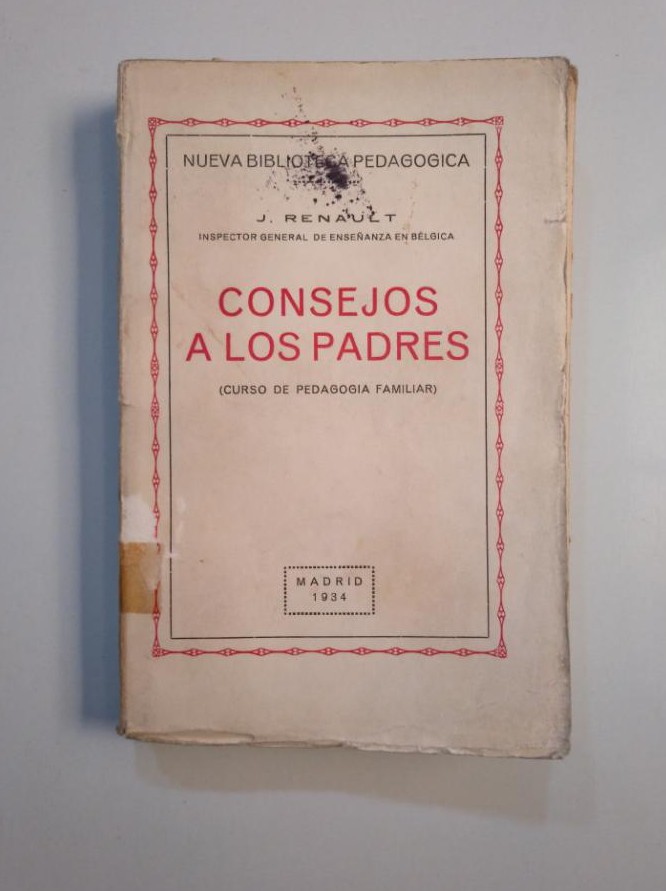 NUEVA BIBLIOTECA PEDAGOGICA
J. RENAULT
INSPECTOR GENERAL DE ENSEÑANZA EN BÉLGICA
CONSEJOS
A LOS PADRES
(CURSO DE PEDAGOGIA FAMILIAR)
MADRID
1934